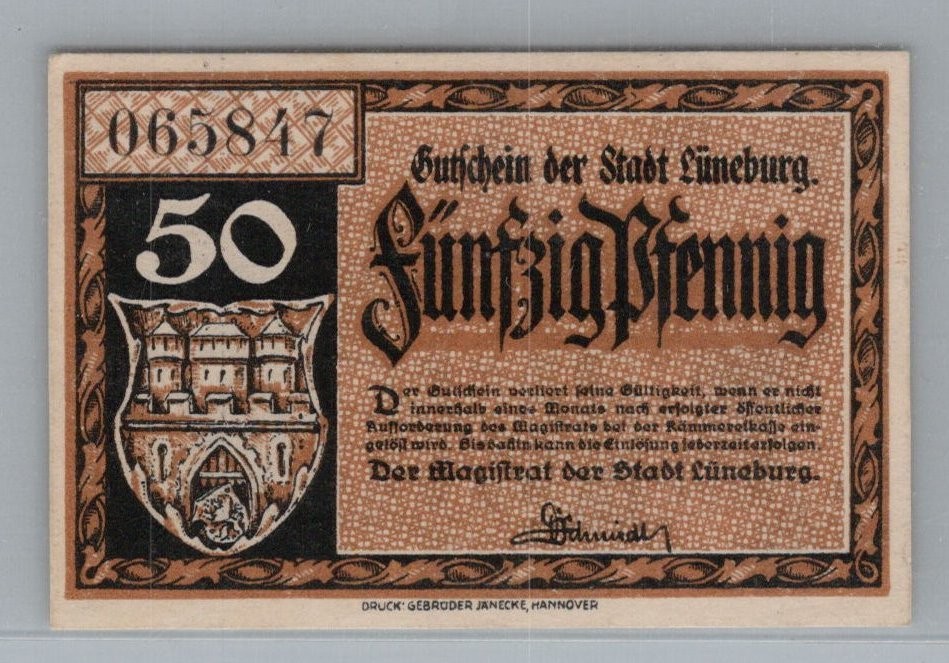 065847
Gutschein der Stadt Lüneburg.
50
Fünfzig Pfennig
Der Gutschein verliert seine Gültigkeit, wenn er nicht
innerhalb eines Monats nach erfolgter öffentlicher
Aufforderung des Magistrats bei der Kämmereikasse ein-
gelöst wird. Bis dahin kann die Einlösung jederzeit erfolgen.
Der Magistrat der Stadt Lüneburg.
Schmidt
DRUCK: GEBRÜDER JÄNECKE, HANNOVER